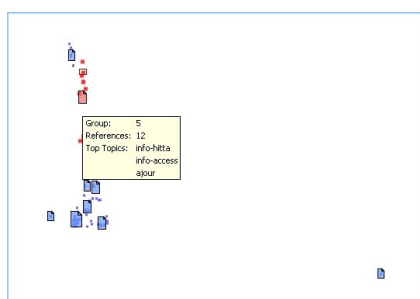 Group: 5
References: 12
Top Topics: info-hitta
info-access
ajour